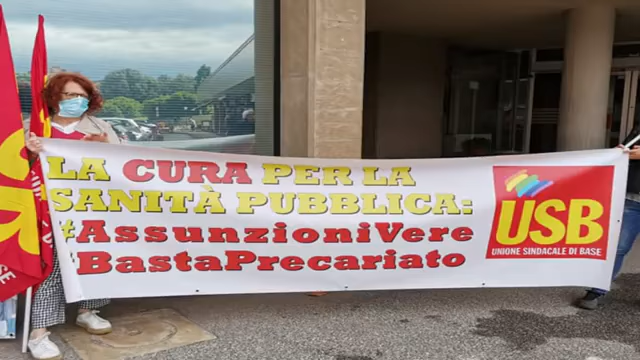 LA CURA PER LA
SANITÀ PUBBLICA:
#AssunzioniVere
#BastaPrecariato
USB
UNIONE SINDACALE DI BASE